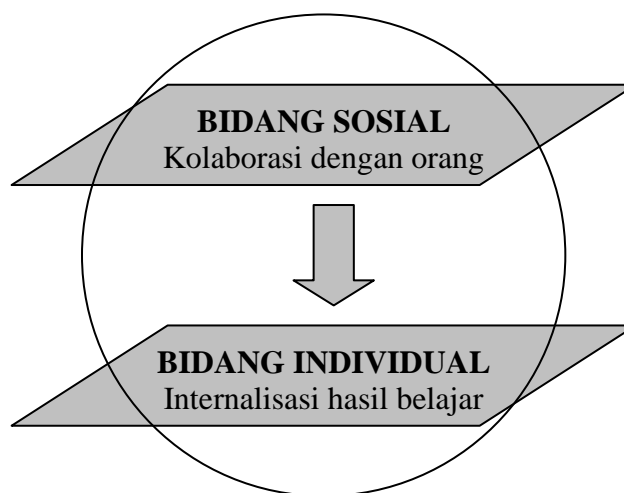 BIDANG SOSIAL
Kolaborasi dengan orang
BIDANG INDIVIDUAL
Internalisasi hasil belajar